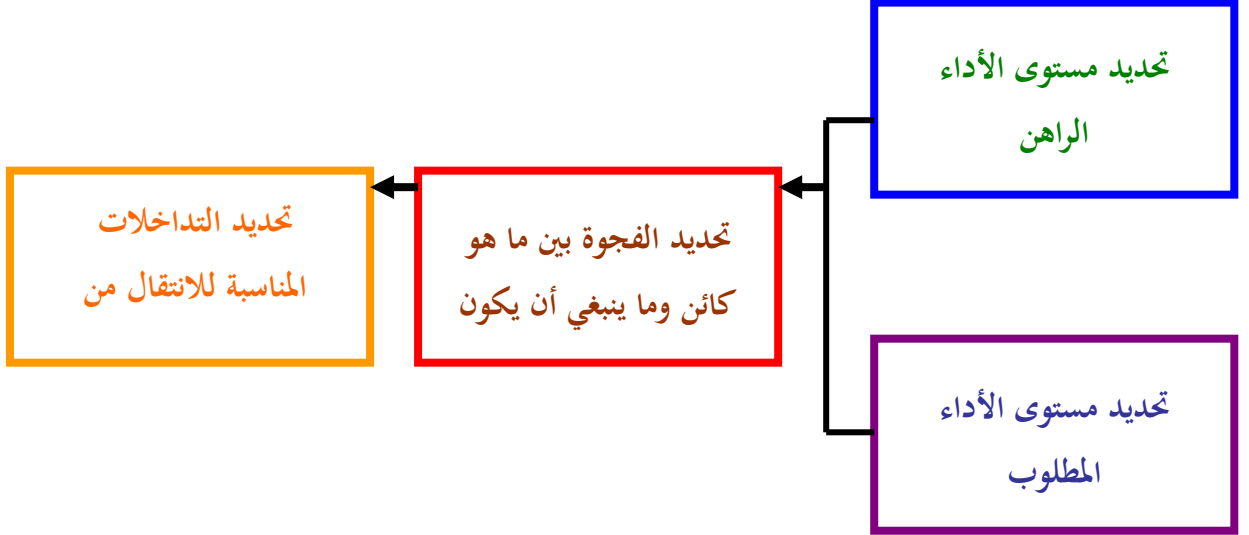 تحديد مستوى الأداء
الراهن
تحديد مستوى الأداء
المطلوب
تحديد الفجوة بين ما هو
كائن وما ينبغي أن يكون
تحديد التداخلات
المناسبة للانتقال من